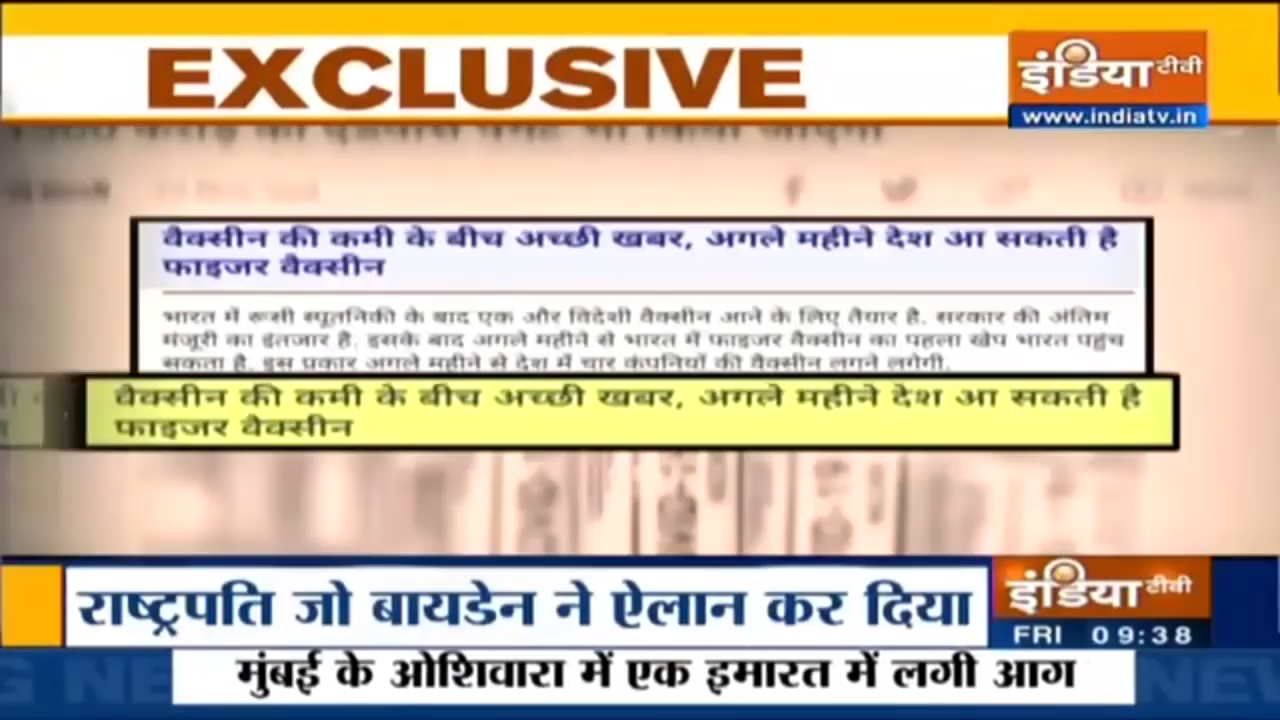 EXCLUSIVE
इंडिया टीवी
www.indiatv.in
वैक्सीन की कमी के बीच अच्छी खबर, अगले महीने देश आ सकती है
फाइजर वैक्सीन
भारत में रूसी स्पूतनिकी के बाद एक और विदेशी वैक्सीन आने के लिए तैयार है. सरकार की अंतिम
मंजूरी का इंतजार है. इसके बाद अगले महीने से भारत में फाइजर वैक्सीन का पहला खेप भारत पहुंच
सकता है. इस प्रकार अगले महीने से देश में चार कंपनियों की वैक्सीन लगने लगेगी.
वैक्सीन की कमी के बीच अच्छी खबर, अगले महीने देश आ सकती है
फाइजर वैक्सीन
राष्ट्रपति जो बायडेन ने ऐलान कर दिया
इंडिया टीवी
FRI 09:38
मुंबई के ओशिवारा में एक इमारत में लगी आग